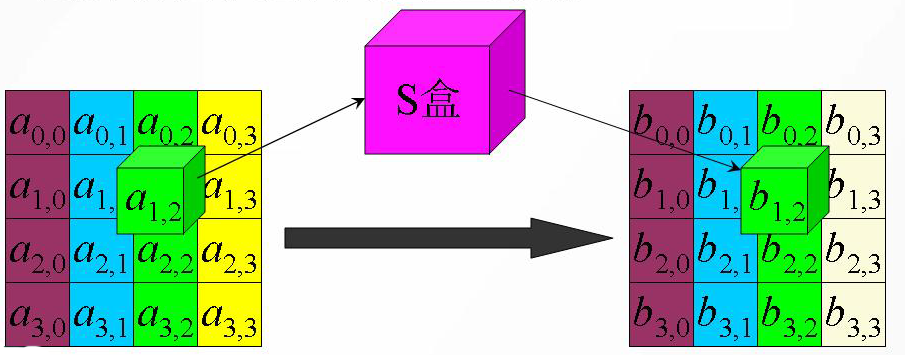 S盒
a0,0 a0,1 a0,2 a0,3
a1,0 a1, a1,2 a1,3
a2,0 a2,1 a2,2 a2,3
a3,0 a3,1 a3,2 a3,3
b0,0 b0,1 b0,2 b0,3
b1,0 b1, b1,2 b1,3
b2,0 b2,1 b2,2 b2,3
b3,0 b3,1 b3,2 b3,3